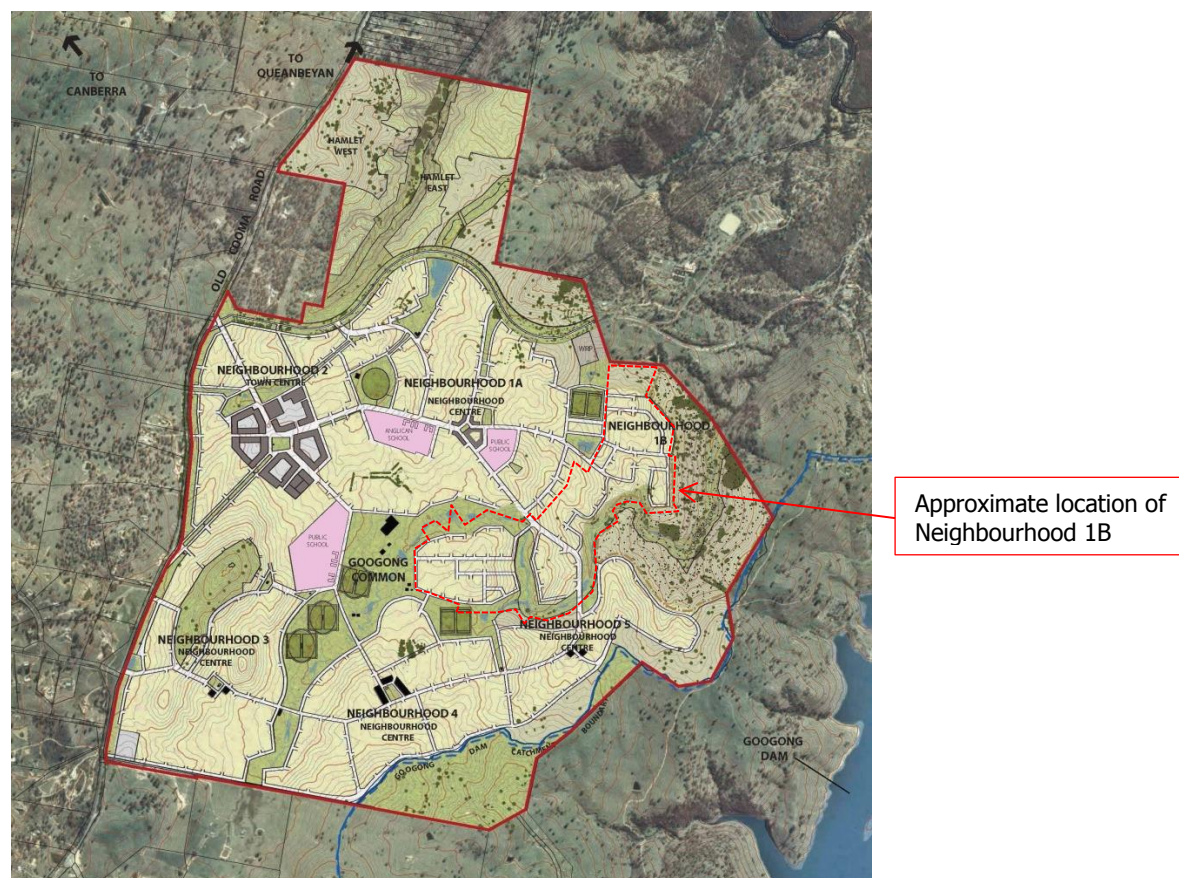 TO
CANBERRA
TO
QUEANBEYAN
HAMLET
WEST
HAMLET
EAST
OLD COOMA ROAD
WRP
NEIGHBOURHOOD 2
TOWN CENTRE
NEIGHBOURHOOD 1A
NEIGHBOURHOOD
CENTRE
ANGLICAN
SCHOOL
PUBLIC
SCHOOL
NEIGHBOURHOOD
1B
Approximate location of
Neighbourhood 1B
PUBLIC
SCHOOL
GOOGONG
COMMON
NEIGHBOURHOOD 3
NEIGHBOURHOOD
CENTRE
NEIGHBOURHOOD 5
NEIGHBOURHOOD
CENTRE
NEIGHBOURHOOD 4
NEIGHBOURHOOD
CENTRE
GOOGONG DAM CATCHMENT BOUNDARY
GOOGONG
DAM